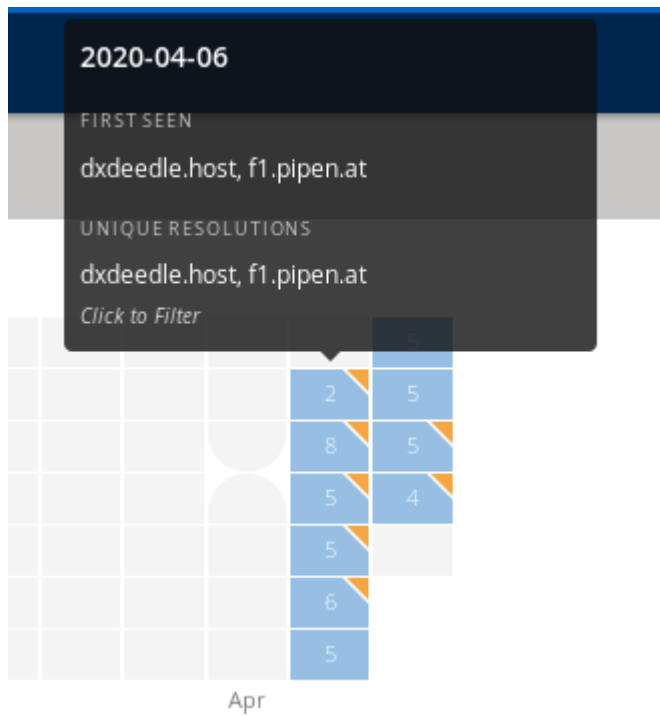 2020-04-06
FIRST SEEN
dxdeedle.host, f1.pipen.at
UNIQUE RESOLUTIONS
dxdeedle.host, f1.pipen.at
Click to Filter
5
2 5
8 5
5 4
5
6
5
Apr